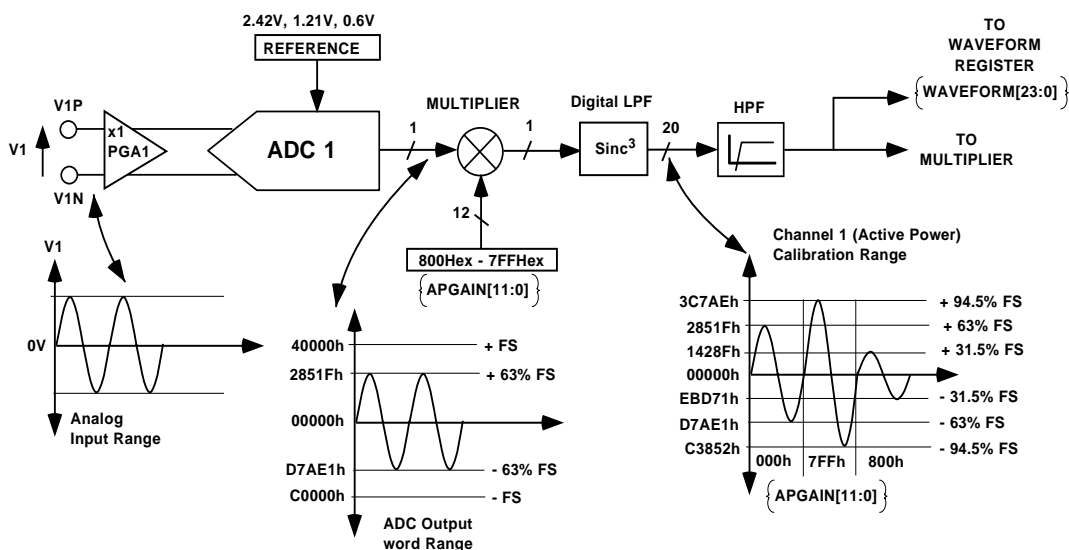 2.42V, 1.21V, 0.6V
REFERENCE
TO
WAVEFORM
REGISTER
WAVEFORM[23:0]
TO
MULTIPLIER
V1P
V1
V1N
x1
PGA1
ADC 1
1
MULTIPLIER
1
Digital LPF
Sinc3
20
HPF
12
800Hex - 7FFHex
APGAIN[11:0]
V1
0V
Analog
Input Range
40000h
+ FS
2851Fh
+ 63% FS
00000h
D7AE1h
- 63% FS
C0000h
- FS
ADC Output
word Range
Channel 1 (Active Power)
Calibration Range
3C7AEh
+ 94.5% FS
2851Fh
+ 63% FS
1428Fh
+ 31.5% FS
00000h
EBD71h
- 31.5% FS
D7AE1h
- 63% FS
C3852h
- 94.5% FS
000h
7FFh
800h
APGAIN[11:0]